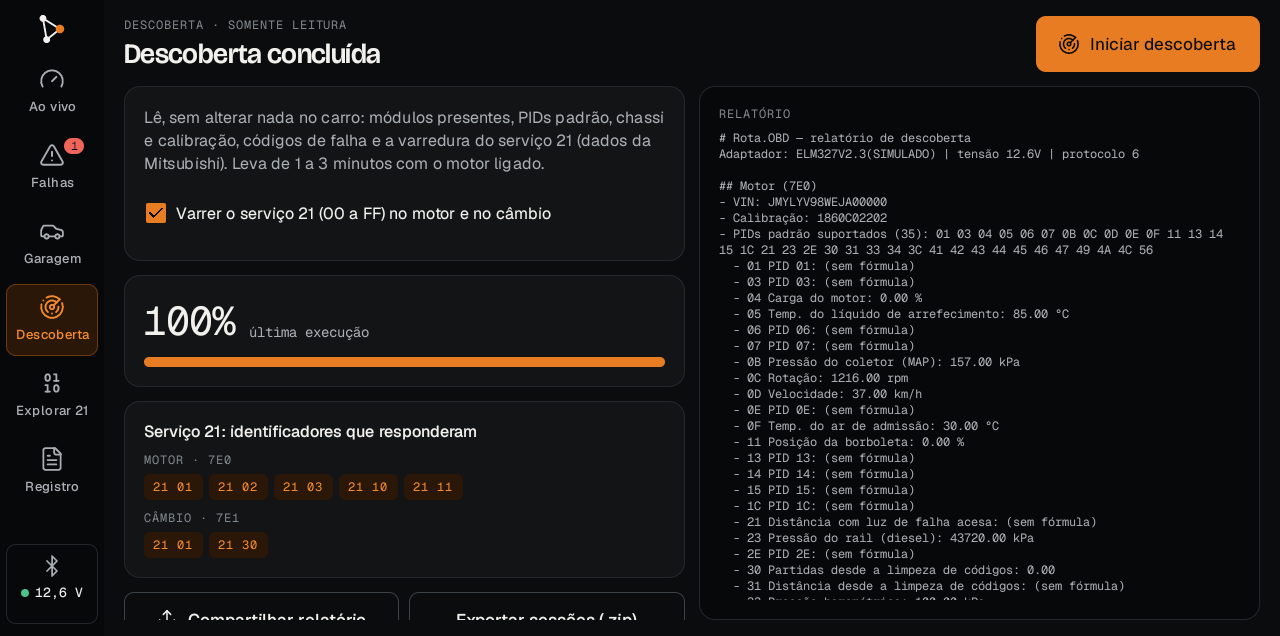 DESCOBERTA · SOMENTE LEITURA
Descoberta concluída
Iniciar descoberta
Ao vivo
1
Falhas
Garagem
Descoberta
01
10
Explorar 21
Registro
12,6 V
Lê, sem alterar nada no carro: módulos presentes, PIDs padrão, chassi
e calibração, códigos de falha e a varredura do serviço 21 (dados da
Mitsubishi). Leva de 1 a 3 minutos com o motor ligado.
Varrer o serviço 21 (00 a FF) no motor e no câmbio
100% última execução
Serviço 21: identificadores que responderam
MOTOR · 7E0
21 01 21 02 21 03 21 10 21 11
CÂMBIO · 7E1
21 01 21 30
Compartilhar relatório
Exportar sessões (.zip)
RELATÓRIO
# Rota.OBD — relatório de descoberta
Adaptador: ELM327V2.3(SIMULADO) | tensão 12.6V | protocolo 6
## Motor (7E0)
- VIN: JMYLYV98WEJA00000
- Calibração: 1860C02202
- PIDs padrão suportados (35): 01 03 04 05 06 07 0B 0C 0D 0E 0F 11 13 14
15 1C 21 23 2E 30 31 33 34 3C 41 42 43 44 45 46 47 49 4A 4C 56
- 01 PID 01: (sem fórmula)
- 03 PID 03: (sem fórmula)
- 04 Carga do motor: 0.00 %
- 05 Temp. do líquido de arrefecimento: 85.00 °C
- 06 PID 06: (sem fórmula)
- 07 PID 07: (sem fórmula)
- 0B Pressão do coletor (MAP): 157.00 kPa
- 0C Rotação: 1216.00 rpm
- 0D Velocidade: 37.00 km/h
- 0E PID 0E: (sem fórmula)
- 0F Temp. do ar de admissão: 30.00 °C
- 11 Posição da borboleta: 0.00 %
- 13 PID 13: (sem fórmula)
- 14 PID 14: (sem fórmula)
- 15 PID 15: (sem fórmula)
- 1C PID 1C: (sem fórmula)
- 21 Distância com luz de falha acesa: (sem fórmula)
- 23 Pressão do rail (diesel): 43720.00 kPa
- 2E PID 2E: (sem fórmula)
- 30 Partidas desde a limpeza de códigos: 0.00
- 31 Distância desde a limpeza de códigos: (sem fórmula)
- 33 Pressão barométrica: 100.00 kPa